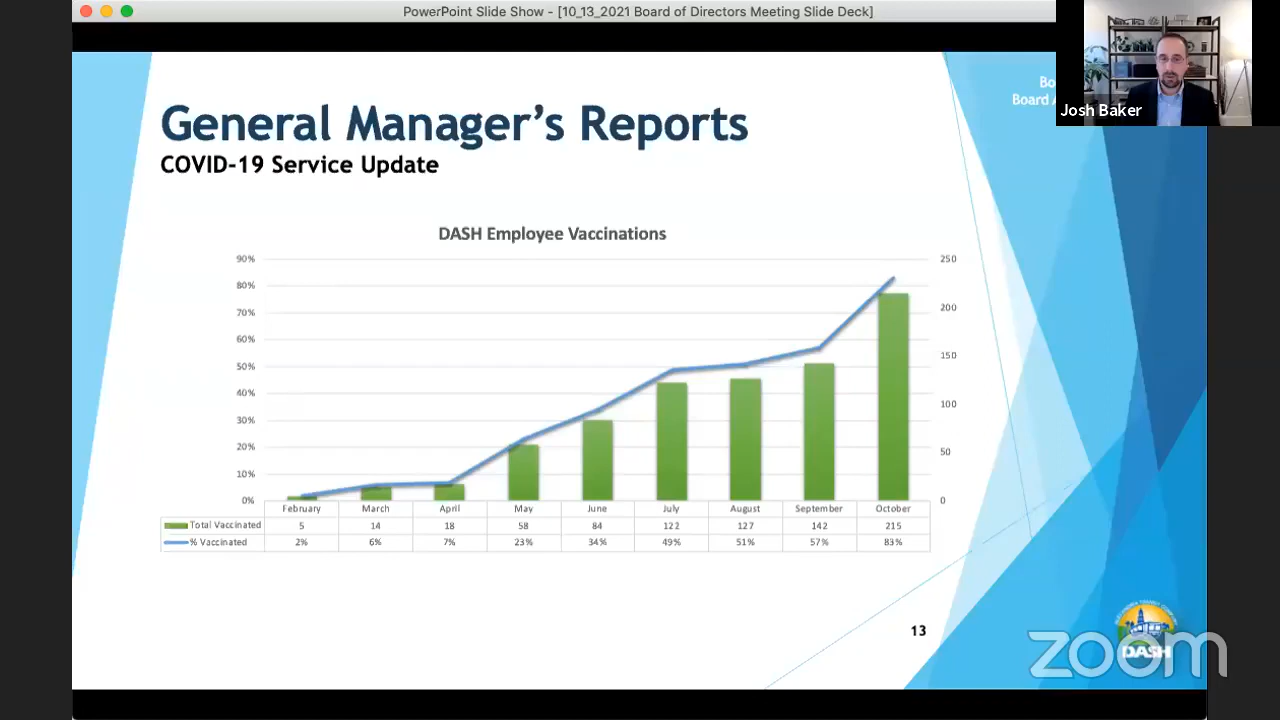 PowerPoint Slide Show - [10_13_2021 Board of Directors Meeting Slide Deck]
Bo
Board A
Josh Baker
General Manager's Reports
COVID-19 Service Update
DASH Employee Vaccinations
90% 250
80% 200
70% 150
60% 100
50% 50
40% 0
30%
20%
10%
0%
February March April May June July August September October
Total Vaccinated 5 14 18 58 84 122 127 142 215
% Vaccinated 2% 6% 7% 23% 34% 49% 51% 57% 83%
13
DASH
zoom